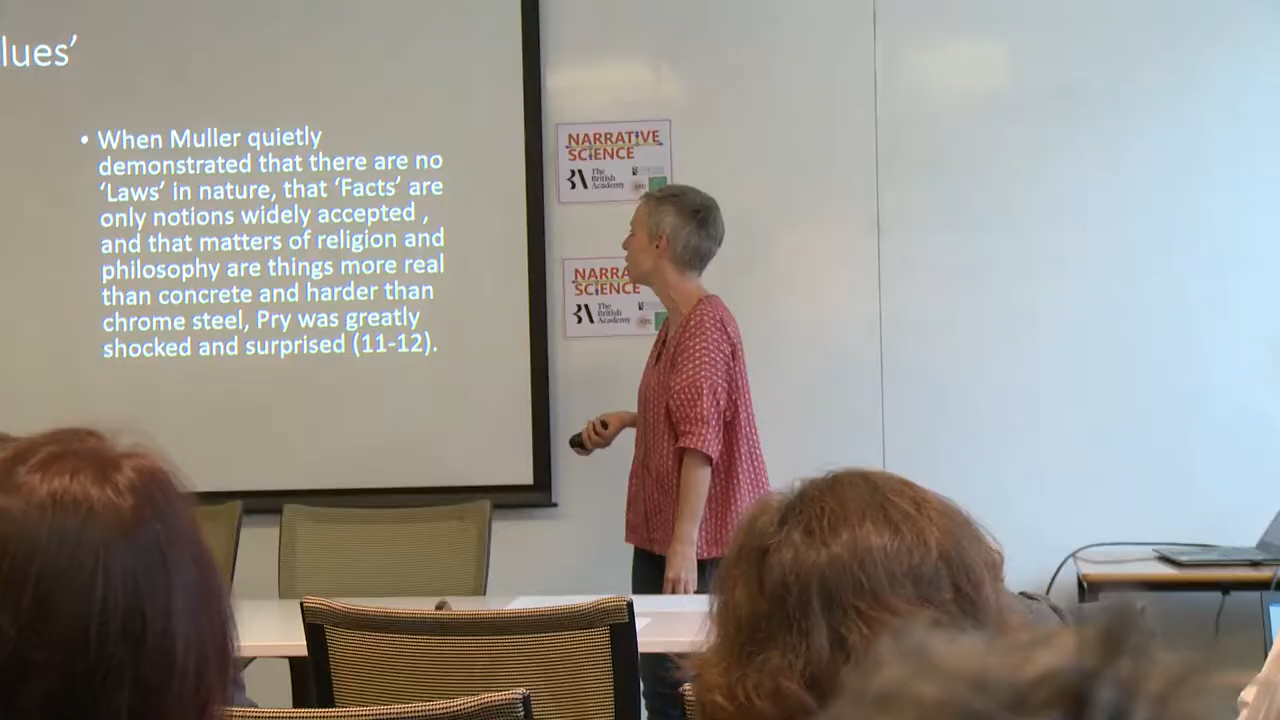 lues’
• When Muller quietly
demonstrated that there are no
‘Laws’ in nature, that ‘Facts’ are
only notions widely accepted ,
and that matters of religion and
philosophy are things more real
than concrete and harder than
chrome steel, Pry was greatly
shocked and surprised (11-12).
NARRATIVE
SCIENCE
The
British
Academy
NARRA
SCIENCE
The
British
Academy